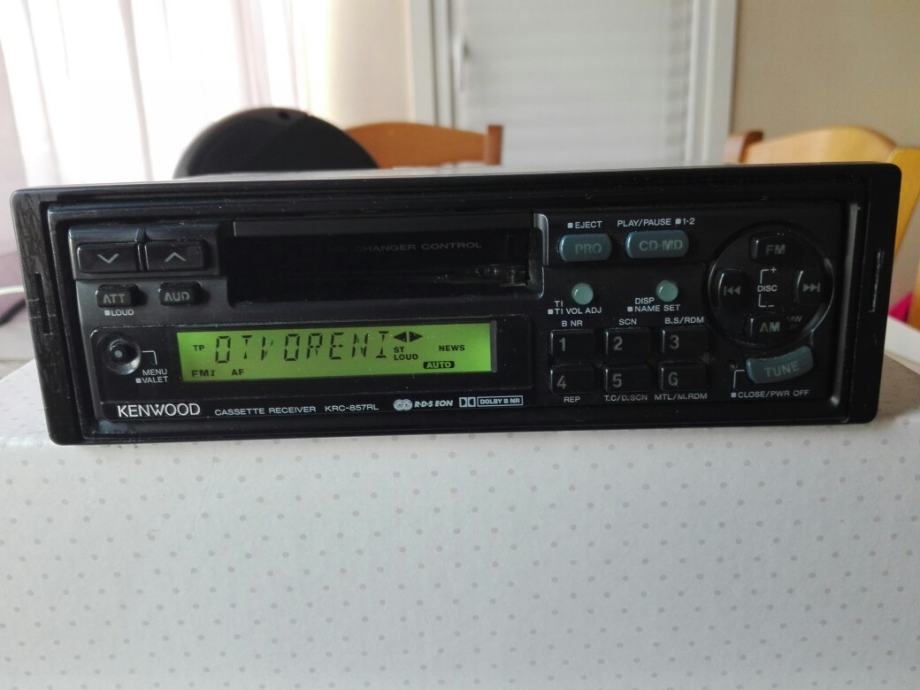 ■EJECT PLAY/PAUSE ■1-2
CHANGER CONTROL
PRO CD-MD FM
ATT AUD
■LOUD
DISC
+
-
TI DISP
■TI VOL ADJ ■NAME SET
AM
B NR SCN B.S/RDM
1 2 3
TP OTVORENI ST NEWS
LOUD
FM1 AF AUTO
MENU
■VALET
4 5 6
TUNE
REP T.C/D.SCN MTL/M.RDM ■CLOSE/PWR OFF
KENWOOD CASSETTE RECEIVER KRC-857RL R·D·S EON DOLBY B NR